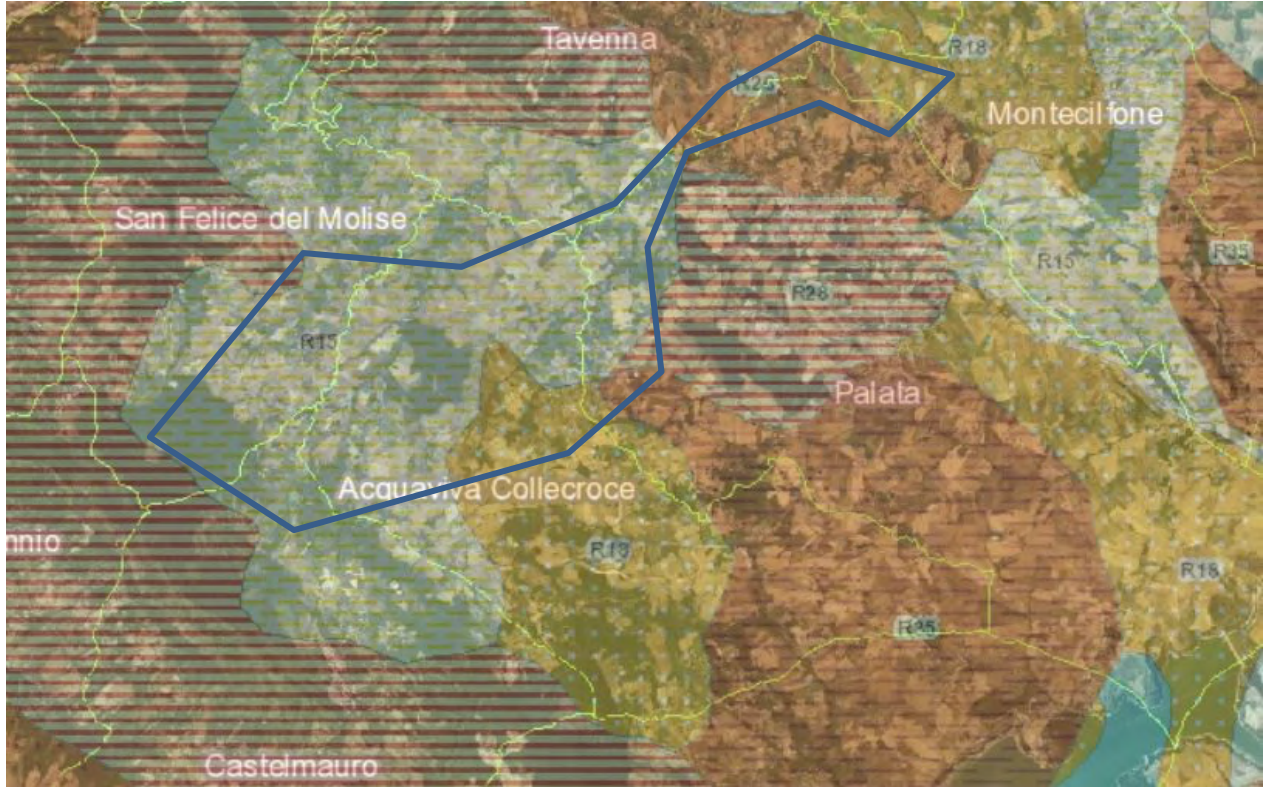 Tavenna
R18
R25
Montecilfone
San Felice del Molise
R15
R35
R28
R15
Palata
Acquaviva Collecroce
nnio
R18
R18
R35
Castelmauro